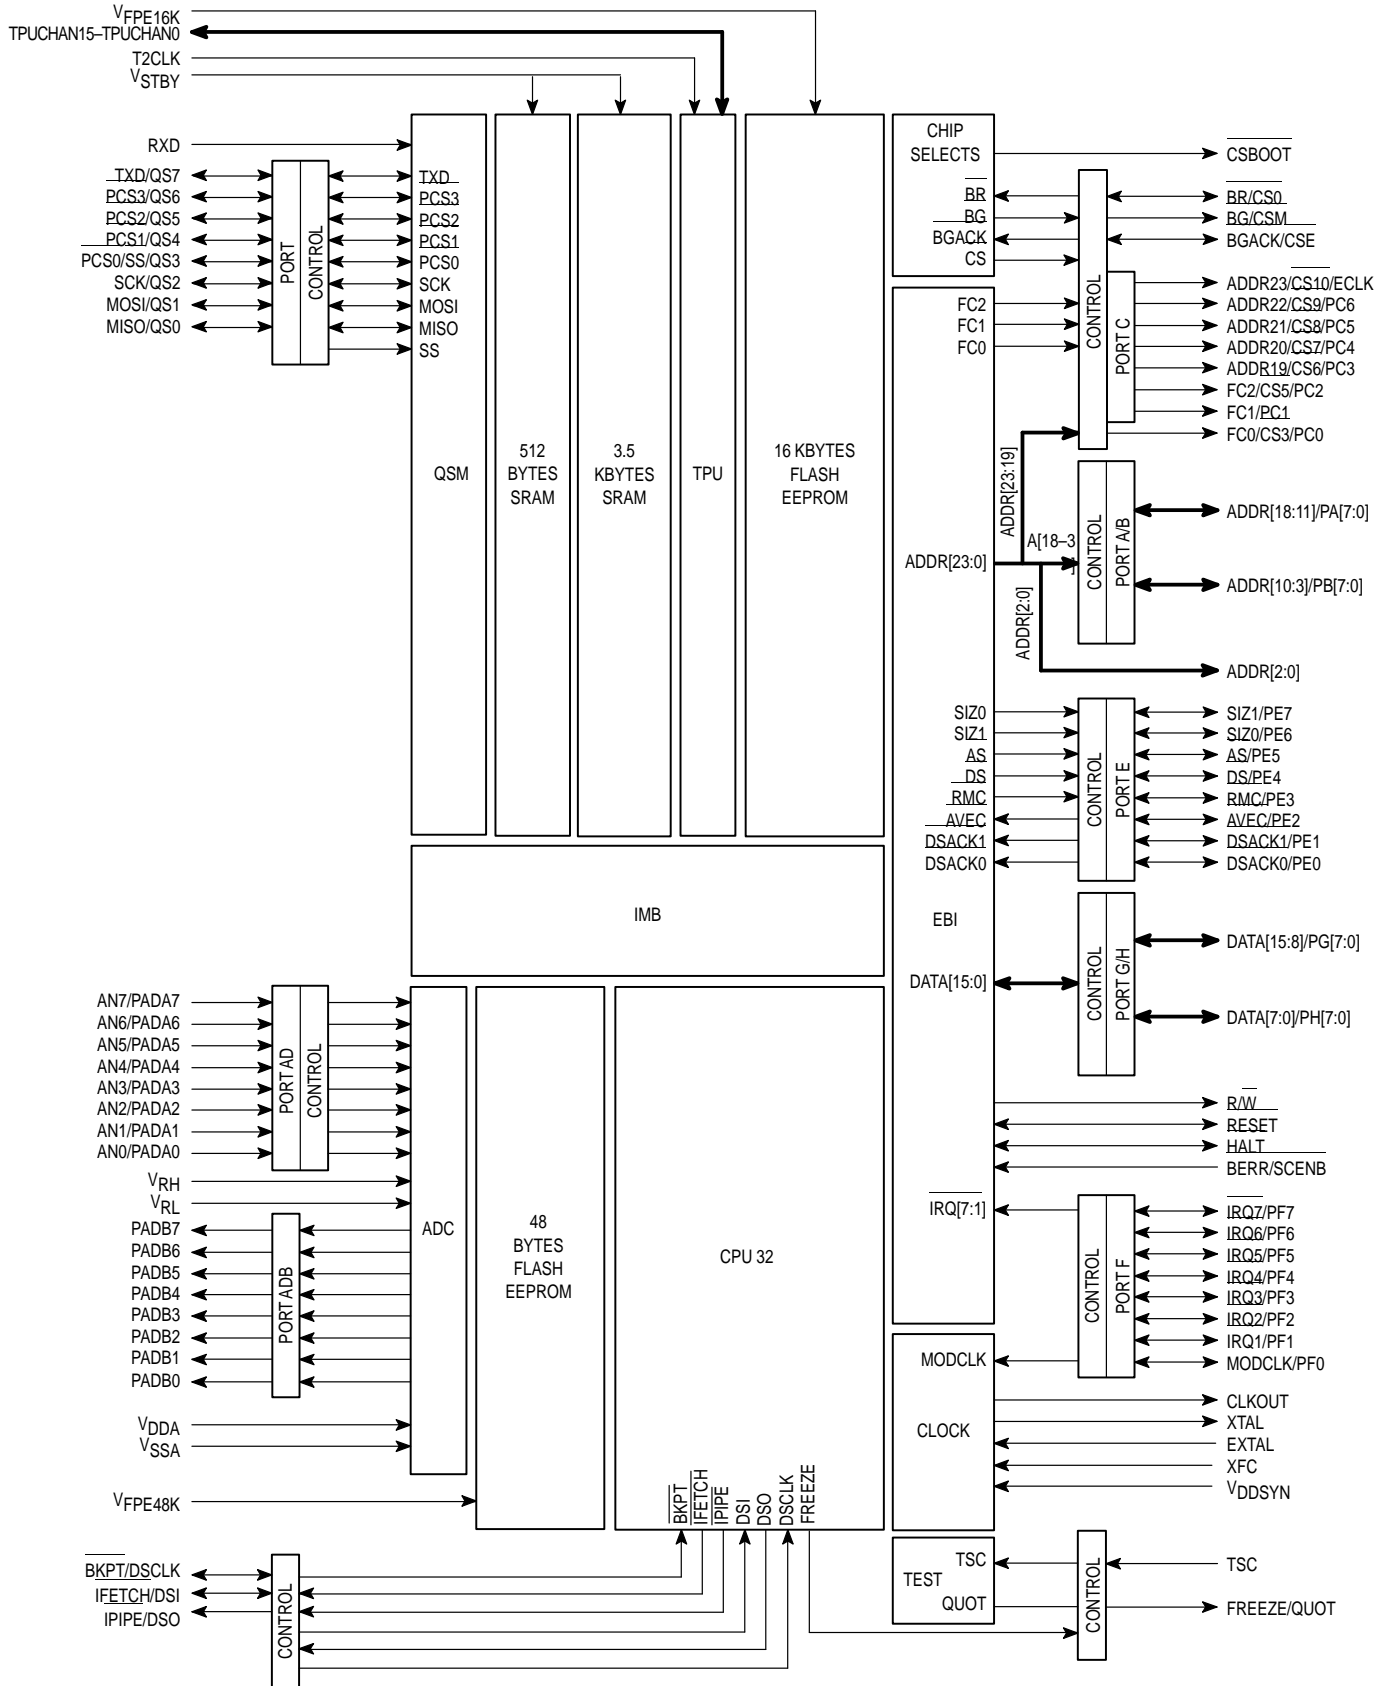 VFPE16K
TPUCHAN15–TPUCHAN0
T2CLK
VSTBY
RXD
TXD/QS7
PCS3/QS6
PCS2/QS5
PCS1/QS4
PCS0/SS/QS3
SCK/QS2
MOSI/QS1
MISO/QS0
PORT
CONTROL
TXD
PCS3
PCS2
PCS1
PCS0
SCK
MOSI
MISO
SS
QSM
512
BYTES
SRAM
3.5
KBYTES
SRAM
TPU
16 KBYTES
FLASH
EEPROM
CHIP
SELECTS
BR
BG
BGACK
CS
FC2
FC1
FC0
CONTROL
PORT C
CSBOOT
BR/CS0
BG/CSM
BGACK/CSE
ADDR23/CS10/ECLK
ADDR22/CS9/PC6
ADDR21/CS8/PC5
ADDR20/CS7/PC4
ADDR19/CS6/PC3
FC2/CS5/PC2
FC1/PC1
FC0/CS3/PC0
ADDR[23:0]
ADDR[23:19]
A[18–3
]
ADDR[2:0]
CONTROL
PORT A/B
ADDR[18:11]/PA[7:0]
ADDR[10:3]/PB[7:0]
ADDR[2:0]
SIZ0
SIZ1
AS
DS
RMC
AVEC
DSACK1
DSACK0
CONTROL
PORT E
SIZ1/PE7
SIZ0/PE6
AS/PE5
DS/PE4
RMC/PE3
AVEC/PE2
DSACK1/PE1
DSACK0/PE0
IMB
EBI
DATA[15:0]
CONTROL
PORT G/H
DATA[15:8]/PG[7:0]
DATA[7:0]/PH[7:0]
R/W
RESET
HALT
BERR/SCENB
IRQ[7:1]
CONTROL
PORT F
IRQ7/PF7
IRQ6/PF6
IRQ5/PF5
IRQ4/PF4
IRQ3/PF3
IRQ2/PF2
IRQ1/PF1
MODCLK/PF0
AN7/PADA7
AN6/PADA6
AN5/PADA5
AN4/PADA4
AN3/PADA3
AN2/PADA2
AN1/PADA1
AN0/PADA0
PORT AD
CONTROL
VRH
VRL
PADB7
PADB6
PADB5
PADB4
PADB3
PADB2
PADB1
PADB0
PORT ADB
VDDA
VSSA
ADC
48
BYTES
FLASH
EEPROM
CPU 32
VFPE48K
MODCLK
CLOCK
CLKOUT
XTAL
EXTAL
XFC
VDDSYN
BKPT
IFETCH
IPIPE
DSI
DSO
DSCLK
FREEZE
BKPT/DSCLK
IFETCH/DSI
IPIPE/DSO
CONTROL
TEST
TSC
QUOT
CONTROL
TSC
FREEZE/QUOT